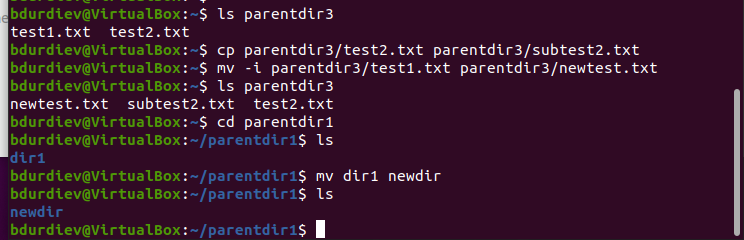 bdurdiev@VirtualBox:~$ ls parentdir3
test1.txt  test2.txt
bdurdiev@VirtualBox:~$ cp parentdir3/test2.txt parentdir3/subtest2.txt
bdurdiev@VirtualBox:~$ mv -i parentdir3/test1.txt parentdir3/newtest.txt
bdurdiev@VirtualBox:~$ ls parentdir3
newtest.txt  subtest2.txt  test2.txt
bdurdiev@VirtualBox:~$ cd parentdir1
bdurdiev@VirtualBox:~/parentdir1$ ls
dir1
bdurdiev@VirtualBox:~/parentdir1$ mv dir1 newdir
bdurdiev@VirtualBox:~/parentdir1$ ls
newdir
bdurdiev@VirtualBox:~/parentdir1$